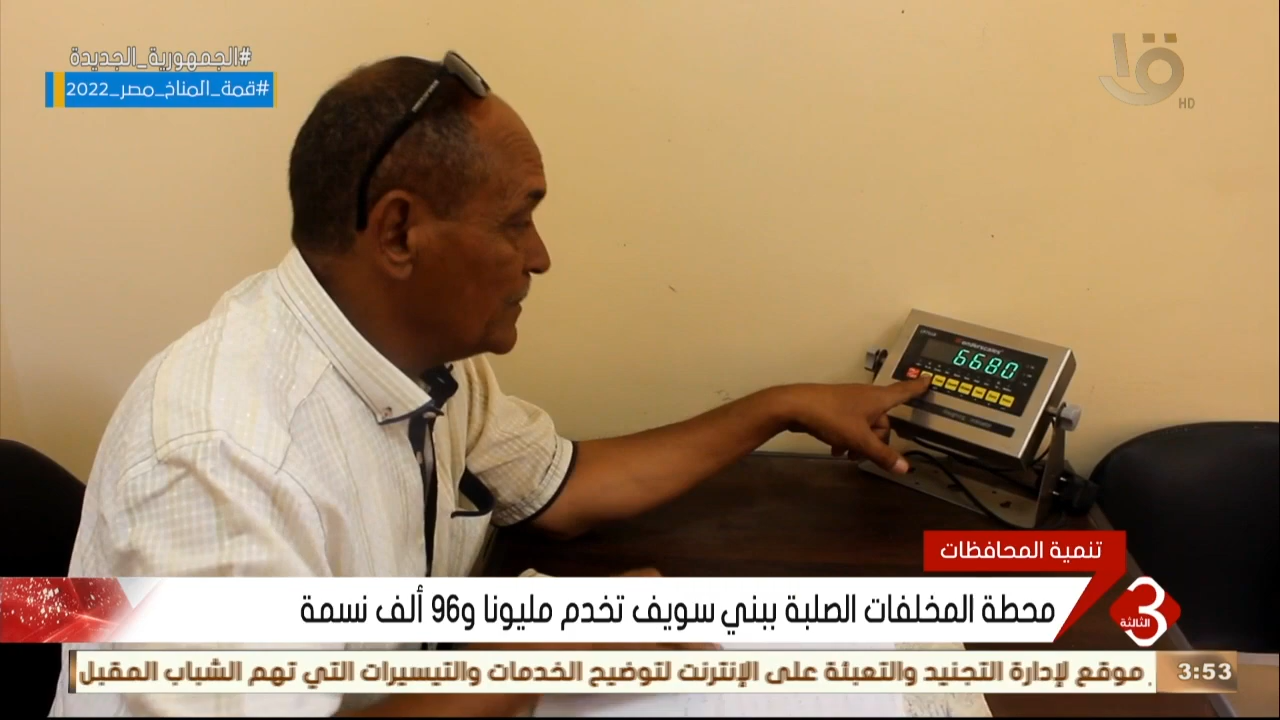 #الجمهورية_الجديدة
#قمة_المناخ_مصر_2022
HD
6680
تنمية المحافظات
محطة المخلفات الصلبة ببني سويف تخدم مليونا و96 ألف نسمة
3
الثالثة
موقع لإدارة التجنيد والتعبئة على الإنترنت لتوضيح الخدمات والتيسيرات التي تهم الشباب المقبل
3:53